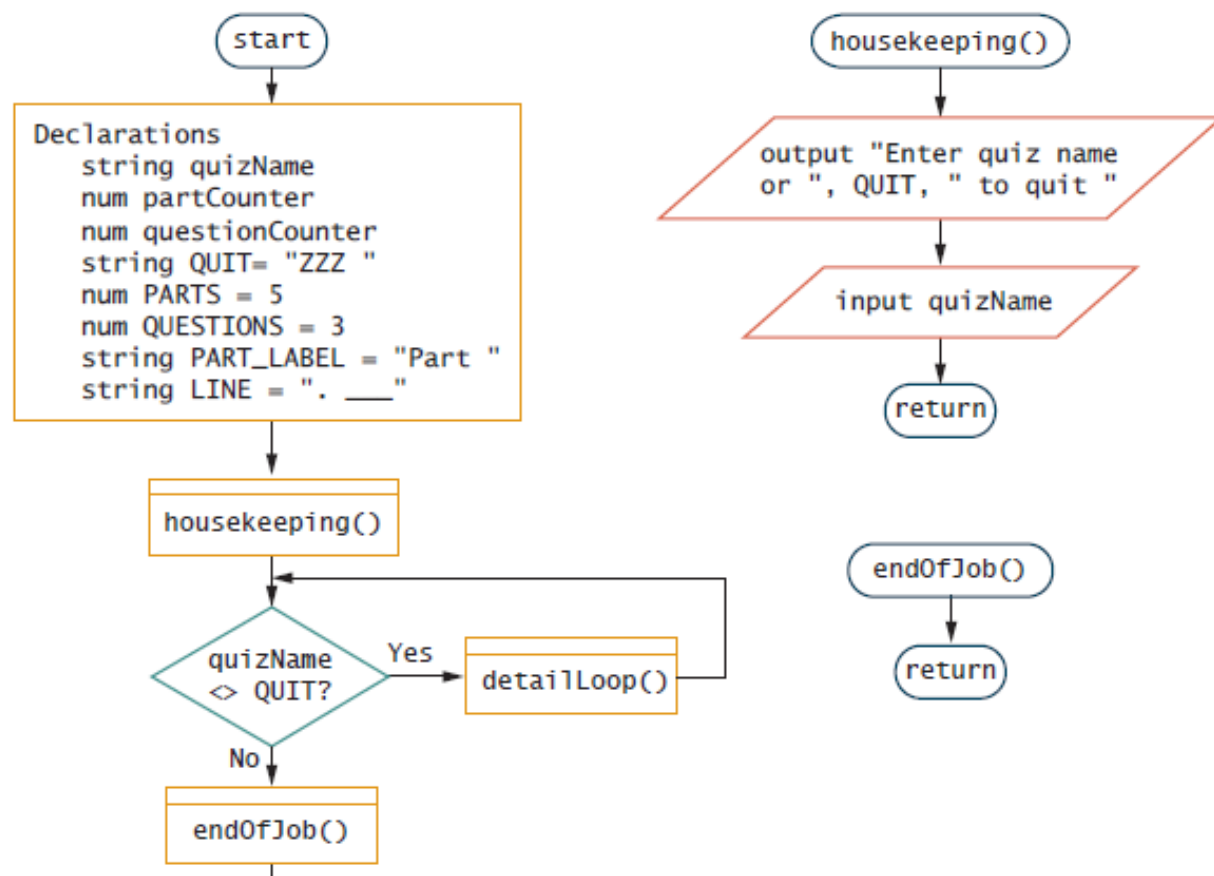 start
Declarations
string quizName
num partCounter
num questionCounter
string QUIT= "ZZZ "
num PARTS = 5
num QUESTIONS = 3
string PART_LABEL = "Part "
string LINE = ". ___"
housekeeping()
quizName
<> QUIT?
Yes
detailLoop()
No
endOfJob()
housekeeping()
output "Enter quiz name
or ", QUIT, " to quit "
input quizName
return
endOfJob()
return